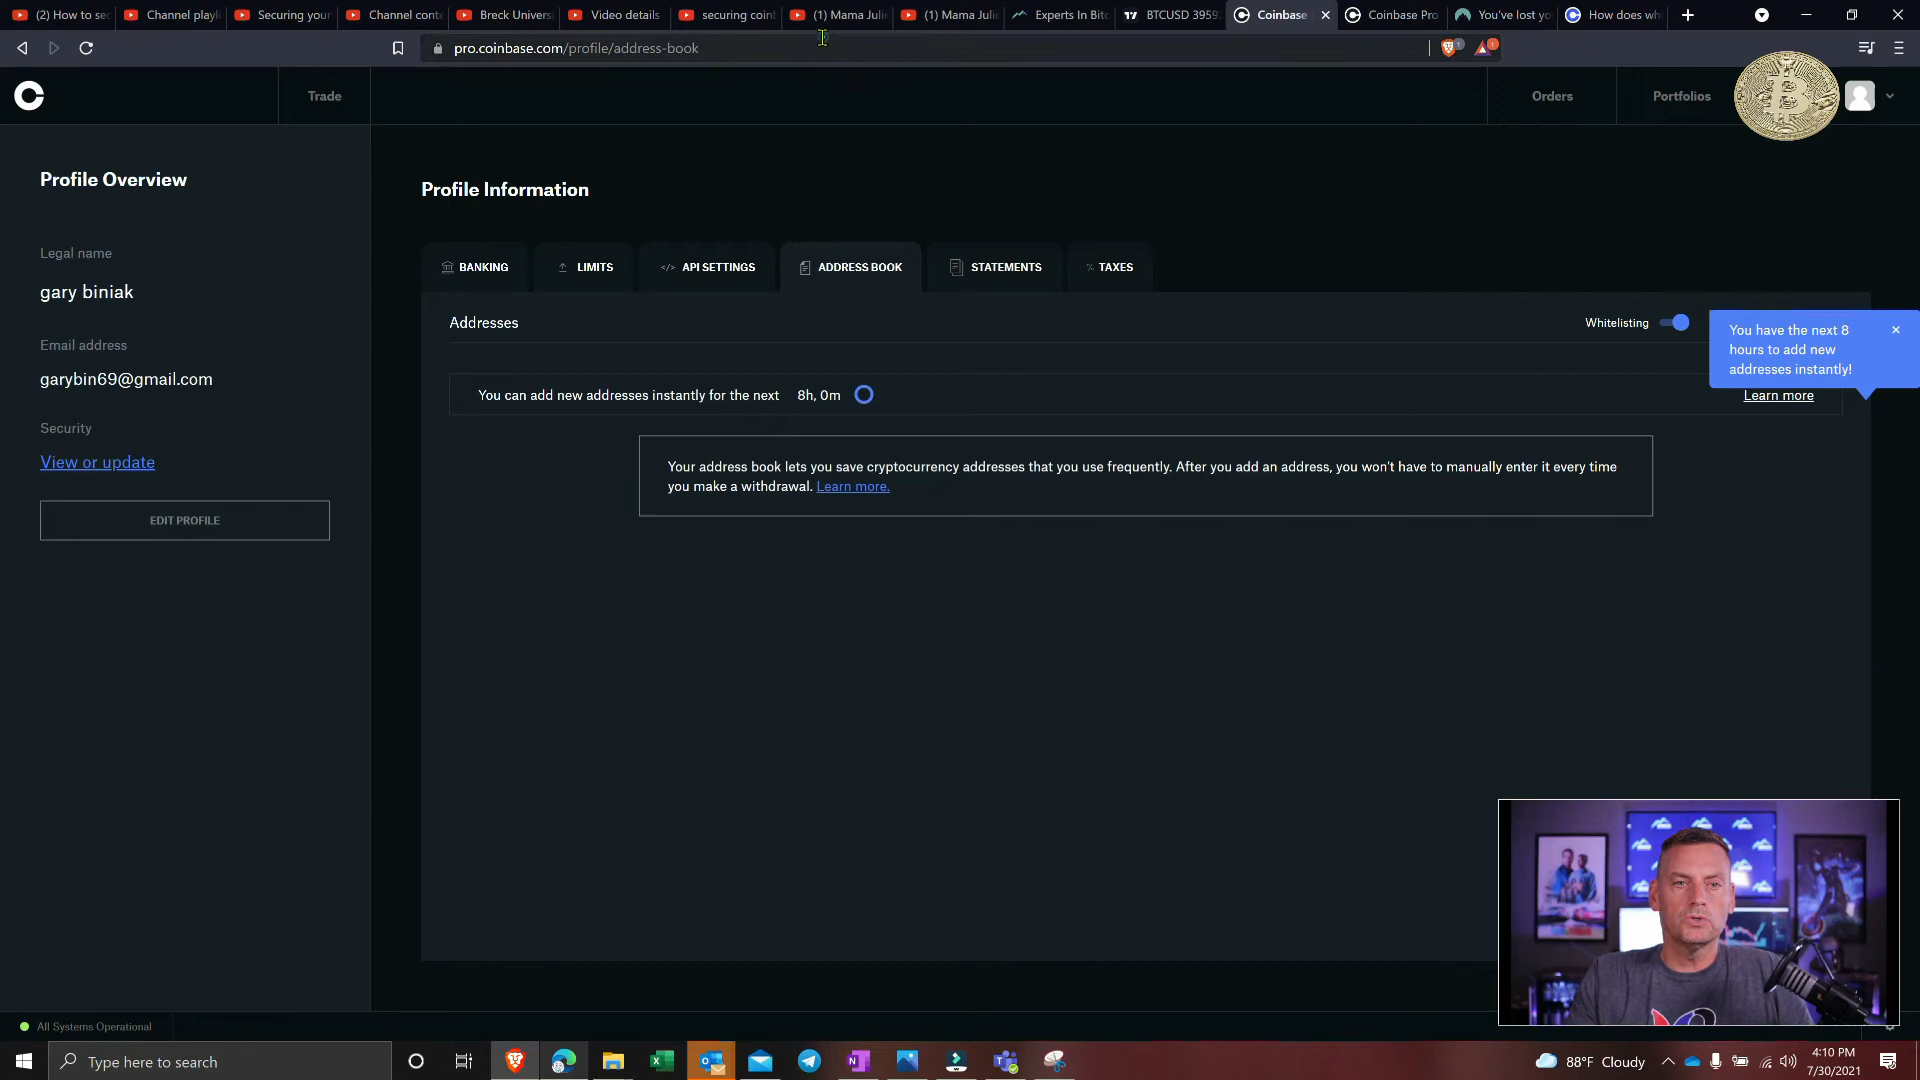 (2) How to sec
Channel playli
Securing your
Channel conte
Breck Univers
Video details
securing coinb
(1) Mama Julie
(1) Mama Julie
Experts In Bitc
BTCUSD 3959
Coinbase
Coinbase Pro
You've lost yo
How does whi
pro.coinbase.com/profile/address-book
Trade
Orders
Portfolios
Profile Overview
Legal name
gary biniak
Email address
garybin69@gmail.com
Security
View or update
EDIT PROFILE
Profile Information
BANKING
LIMITS
API SETTINGS
ADDRESS BOOK
STATEMENTS
TAXES
Addresses
Whitelisting
You have the next 8
hours to add new
addresses instantly!
You can add new addresses instantly for the next 8h, 0m
Learn more
Your address book lets you save cryptocurrency addresses that you use frequently. After you add an address, you won't have to manually enter it every time
you make a withdrawal. Learn more.
All Systems Operational
Type here to search
88°F Cloudy
4:10 PM
7/30/2021